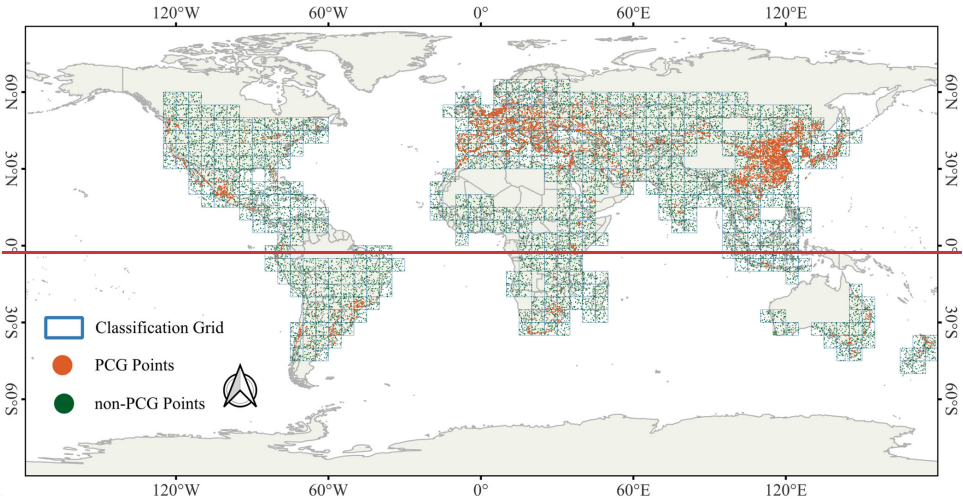 120°W 60°W 0° 60°E 120°E
60°N 60°N
30°N 30°N
0° 0°
30°S 30°S
Classification Grid
PCG Points
non-PCG Points
60°S 60°S
120°W 60°W 0° 60°E 120°E